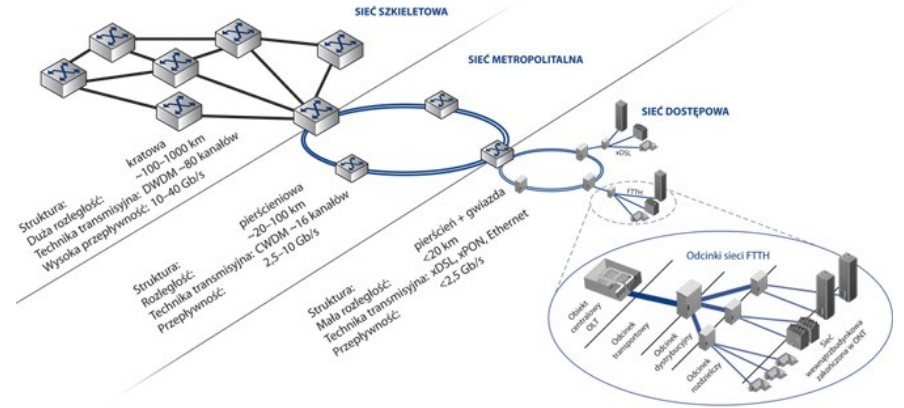 SIEĆ SZKIELETOWA
SIEĆ METROPOLITALNA
SIEĆ DOSTĘPOWA
Struktura: kratowa
Duża rozległość: ~100–1000 km
Technika transmisyjna: DWDM ~80 kanałów
Wysoka przepływność: 10–40 Gb/s
Struktura: pierścieniowa
Rozległość: ~20–100 km
Technika transmisyjna: CWDM ~16 kanałów
Przepływność: 2,5–10 Gb/s
Struktura: pierścień + gwiazda
Mała rozległość: <20 km
Technika transmisyjna: xDSL, xPON, Ethernet
Przepływność: <2,5 Gb/s
xDSL
FTTH
Odcinki sieci FTTH
Obiekt
centralowy
OLT
Odcinek
transportowy
Odcinek
dystrybucyjny
Odcinek
rozdzielczy
Sieć
wewnątrzbudynkowa
zakończona w ONT